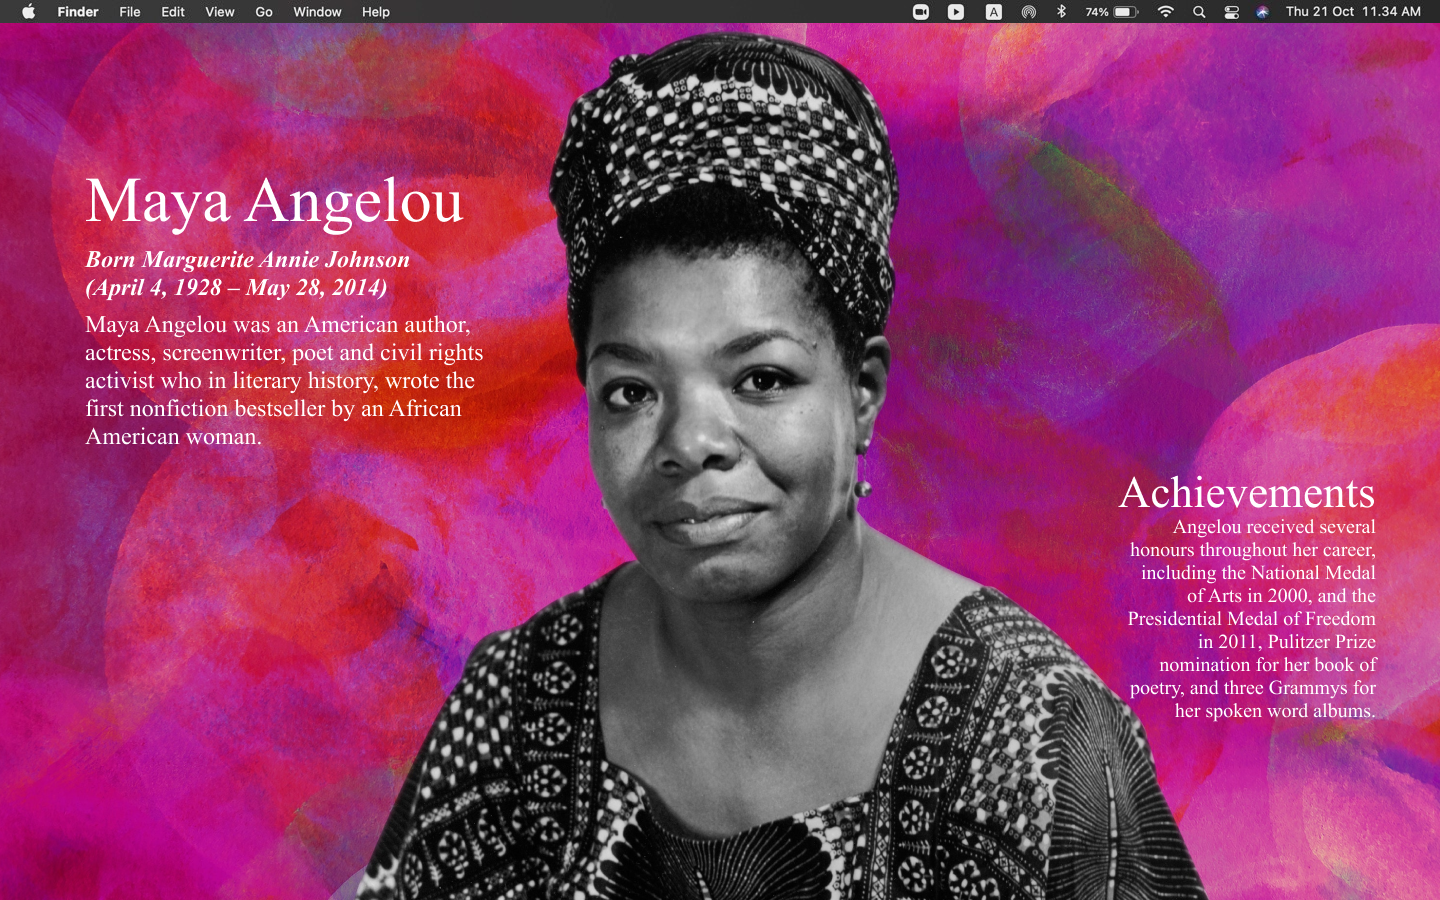 Finder File Edit View Go Window Help A 74% Thu 21 Oct 11.34 AM
Maya Angelou
Born Marguerite Annie Johnson
(April 4, 1928 – May 28, 2014)
Maya Angelou was an American author,
actress, screenwriter, poet and civil rights
activist who in literary history, wrote the
first nonfiction bestseller by an African
American woman.
Achievements
Angelou received several
honours throughout her career,
including the National Medal
of Arts in 2000, and the
Presidential Medal of Freedom
in 2011, Pulitzer Prize
nomination for her book of
poetry, and three Grammys for
her spoken word albums.